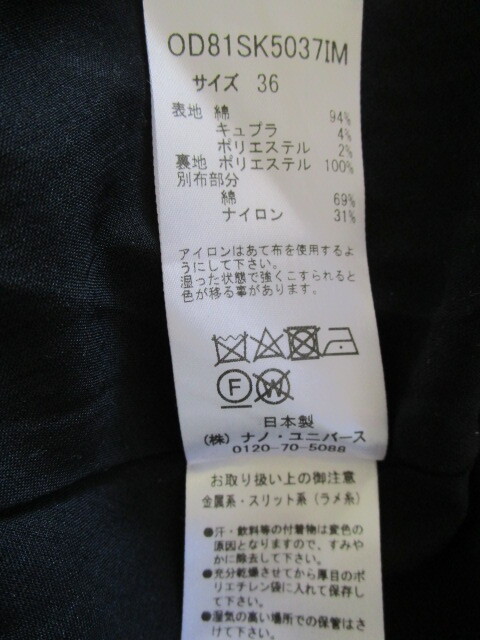 OD81SK5037IM
サイズ 36
表地 綿 94%
キュプラ 4%
ポリエステル 2%
裏地 ポリエステル 100%
別布部分
綿 69%
ナイロン 31%
アイロンはあて布を使用するよ
うにして下さい。
湿った状態で強くこすられると
色が移る事があります。
F W
日本製
(株) ナノ・ユニバース
0120-70-5088
お取り扱い上の御注意
金属系・スリット系(ラメ糸)
●汗・飲料等の付着物は変色の
原因となりますので、すみや
かに除去して下さい。
●充分乾燥させてから厚目のポ
リエチレン袋に入れて保存し
て下さい。
●湿気の高い場所での保管はさ
けて下さい。